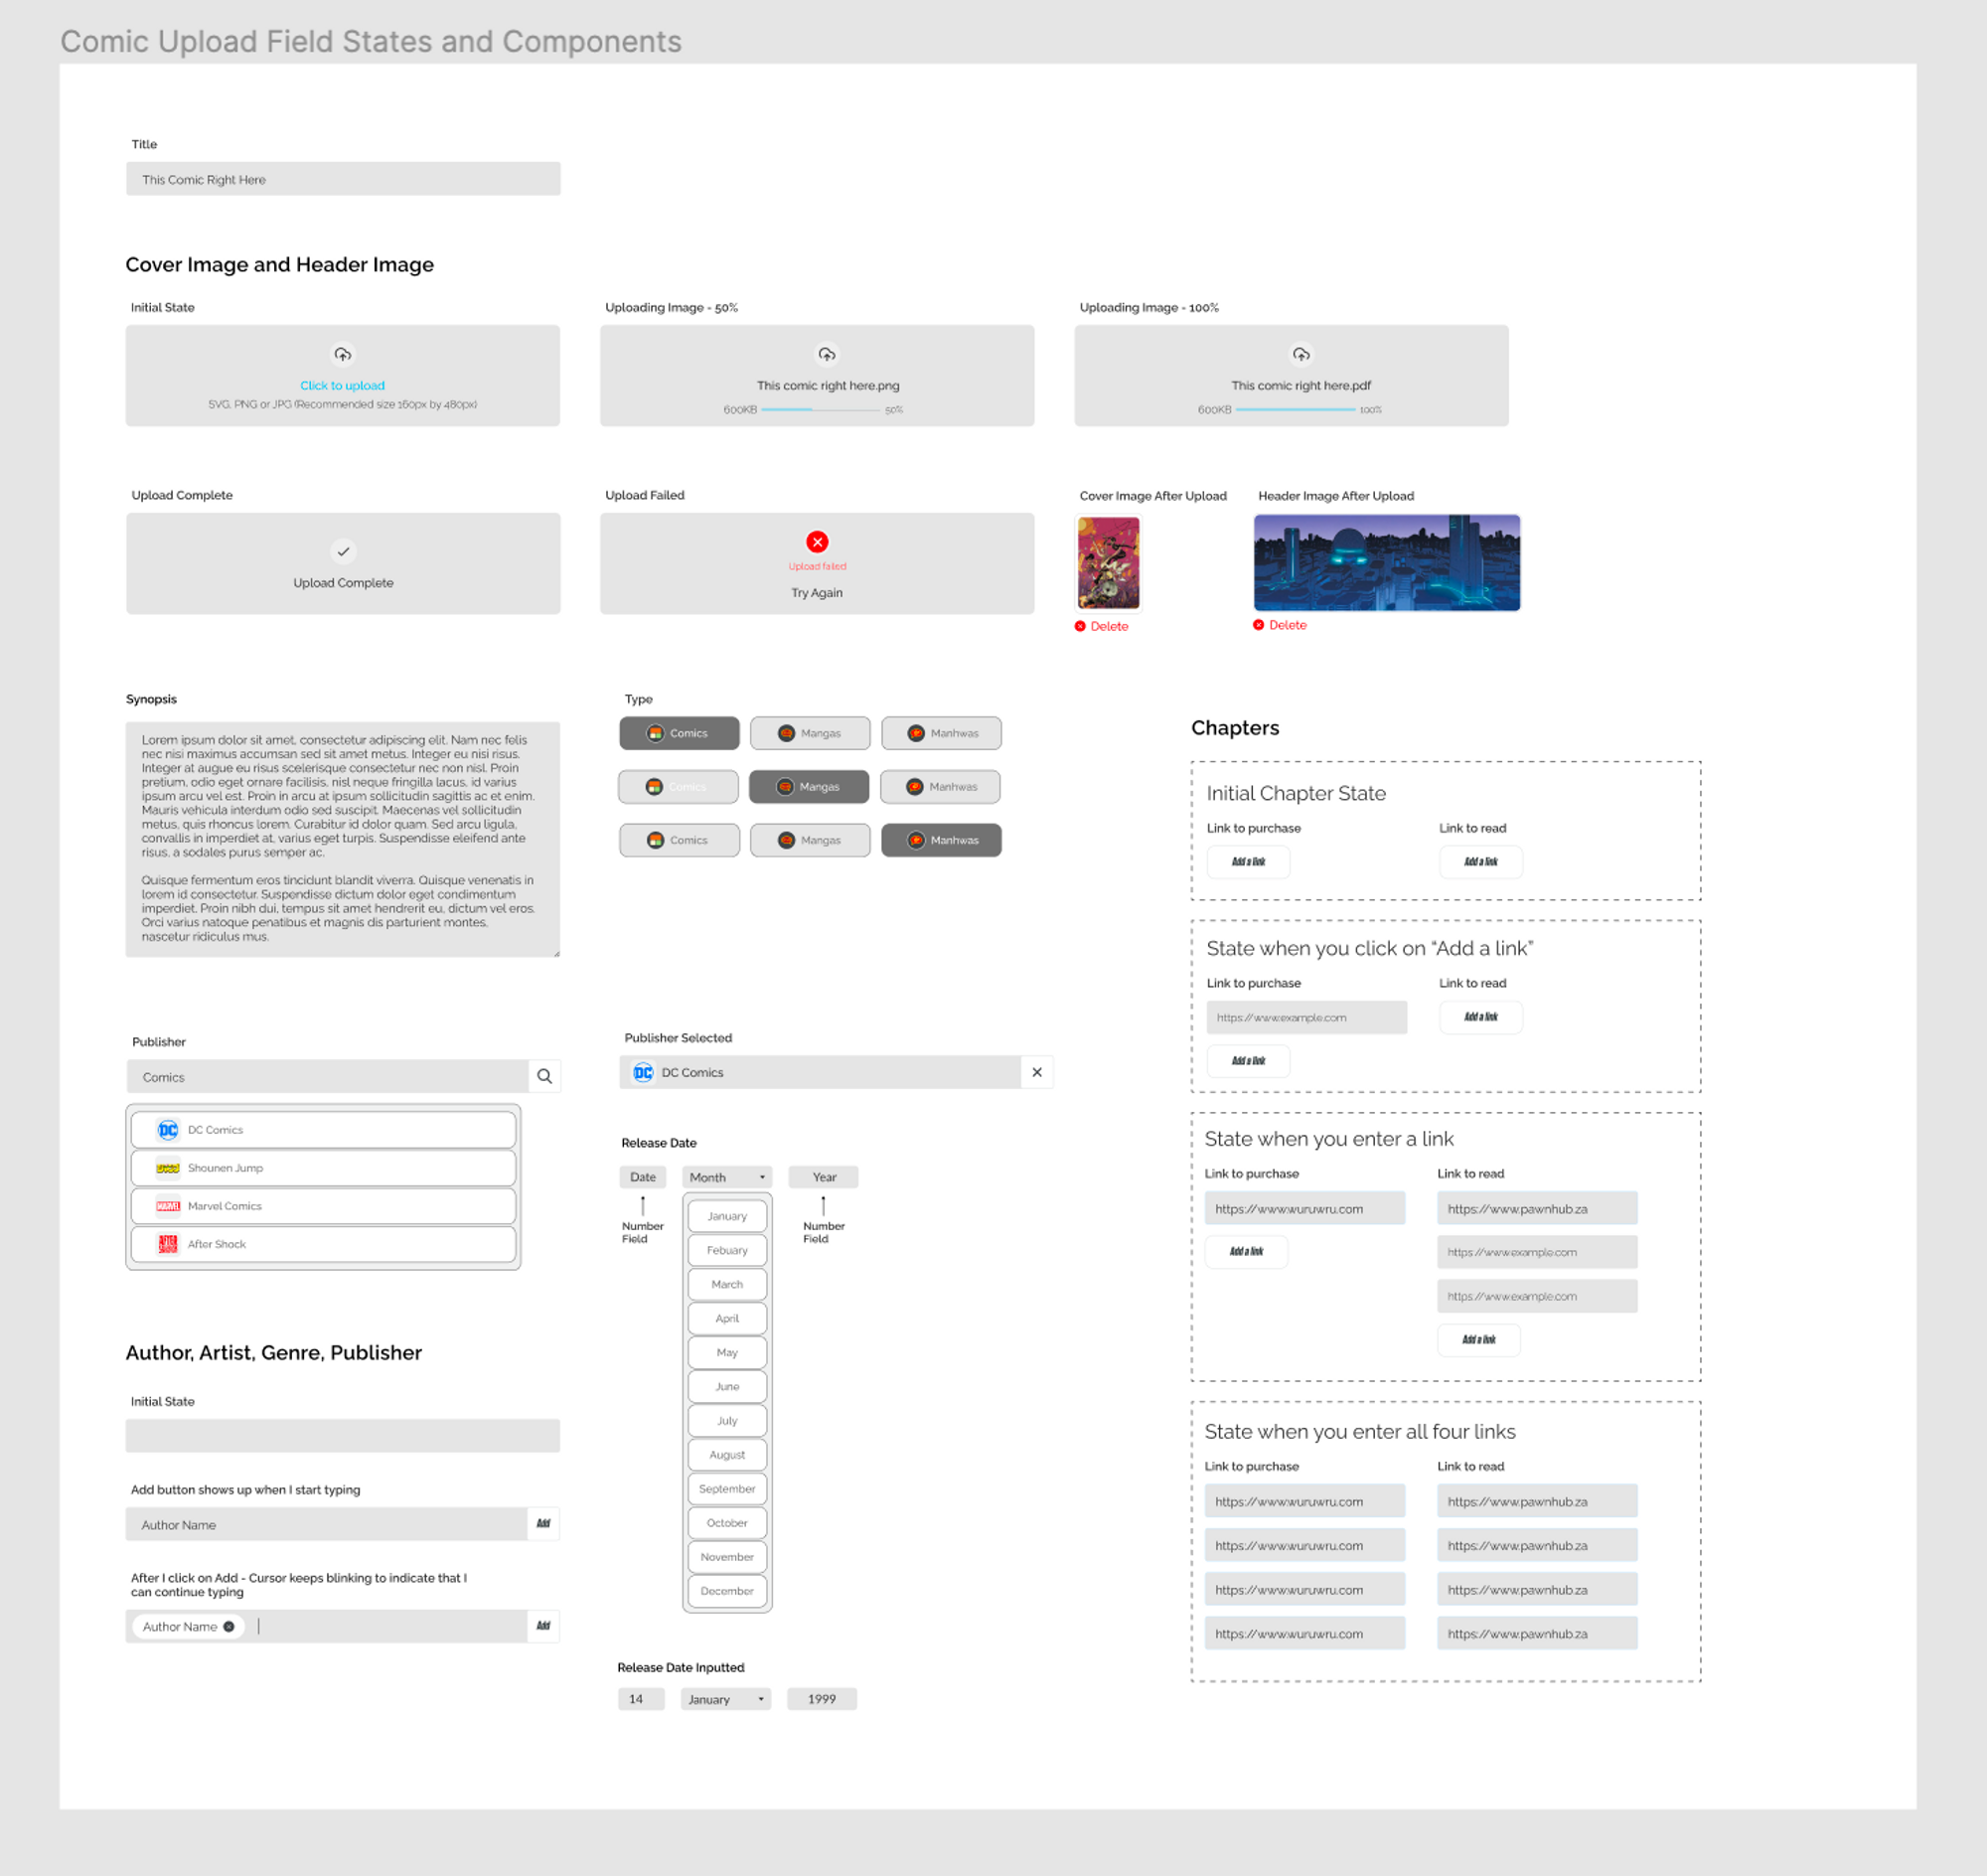 Comic Upload Field States and Components
Title
This Comic Right Here
Cover Image and Header Image
Initial State
Click to upload
SVG, PNG or JPG (Recommended size 160px by 480px)
Uploading Image - 50%
This comic right here.png
600KB 50%
Uploading Image - 100%
This comic right here.pdf
600KB 100%
Upload Complete
Upload Complete
Upload Failed
Upload failed
Try Again
Cover Image After Upload
Delete
Header Image After Upload
Delete
Synopsis
Lorem ipsum dolor sit amet, consectetur adipiscing elit. Nam nec felis
nec nisi maximus accumsan sed sit amet metus. Integer eu nisi risus.
Integer at augue eu risus scelerisque consectetur nec non nisl. Proin
pretium, odio eget ornare facilisis, nisl neque fringilla lacus, id varius
ipsum arcu vel est. Proin in arcu at ipsum sollicitudin sagittis ac et enim.
Mauris vehicula interdum odio sed suscipit. Maecenas vel sollicitudin
metus, quis rhoncus lorem. Curabitur id dolor quam. Sed arcu ligula,
convallis in imperdiet at, varius eget turpis. Suspendisse eleifend ante
risus, a sodales purus semper ac.
Quisque fermentum eros tincidunt blandit viverra. Quisque venenatis in
lorem id consectetur. Suspendisse dictum dolor eget condimentum
imperdiet. Proin nibh dui, tempus sit amet hendrerit eu, dictum vel eros.
Orci varius natoque penatibus et magnis dis parturient montes,
nascetur ridiculus mus.
Type
Comics Mangas Manhwas
Comics Mangas Manhwas
Comics Mangas Manhwas
Publisher
Comics
DC DC Comics
Shounen Jump
MARVEL Marvel Comics
AFTER SHOCK After Shock
Publisher Selected
DC DC Comics
Release Date
Date Month Year
Number
Field
Number
Field
January
Febuary
March
April
May
June
July
August
September
October
November
December
Release Date Inputted
14 January 1999
Author, Artist, Genre, Publisher
Initial State
Add button shows up when I start typing
Author Name Add
After I click on Add - Cursor keeps blinking to indicate that I
can continue typing
Author Name Add
Chapters
Initial Chapter State
Link to purchase Link to read
Add a link Add a link
State when you click on “Add a link”
Link to purchase Link to read
https://www.example.com Add a link
Add a link
State when you enter a link
Link to purchase Link to read
https://www.wuruwru.com https://www.pawnhub.za
Add a link https://www.example.com
https://www.example.com
Add a link
State when you enter all four links
Link to purchase Link to read
https://www.wuruwru.com https://www.pawnhub.za
https://www.wuruwru.com https://www.pawnhub.za
https://www.wuruwru.com https://www.pawnhub.za
https://www.wuruwru.com https://www.pawnhub.za